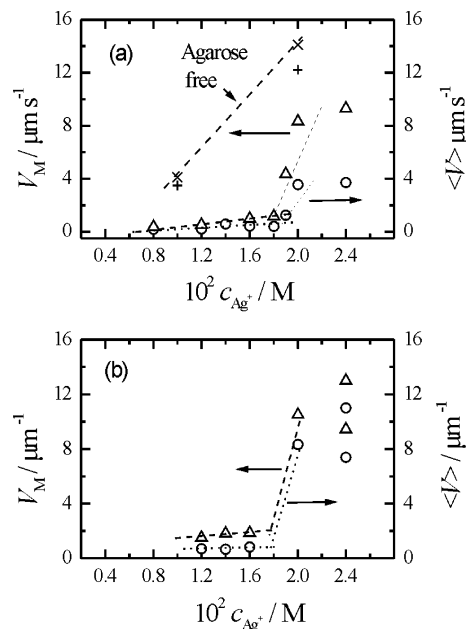 (a)
Agarose
free
V_M / μm s⁻¹
16
12
8
4
0
16
12
8
4
0
<V> μm s⁻¹
0.4 0.8 1.2 1.6 2.0 2.4
10² c_Ag⁺ / M
(b)
V_M / μm⁻¹
16
12
8
4
0
16
12
8
4
0
<V> / μm⁻¹
0.4 0.8 1.2 1.6 2.0 2.4
10² c_Ag⁺ / M